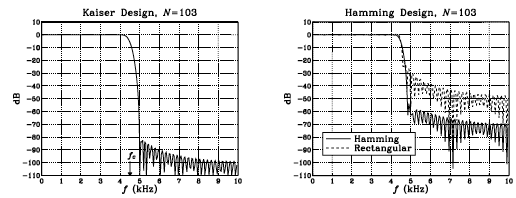 Kaiser Design, N=103
10
0
-10
-20
-30
-40
-50
-60
-70
-80
-90
-100
-110
dB
fc
0 1 2 3 4 5 6 7 8 9 10
f (kHz)
Hamming Design, N=103
10
0
-10
-20
-30
-40
-50
-60
-70
-80
-90
-100
-110
dB
Hamming
Rectangular
0 1 2 3 4 5 6 7 8 9 10
f (kHz)